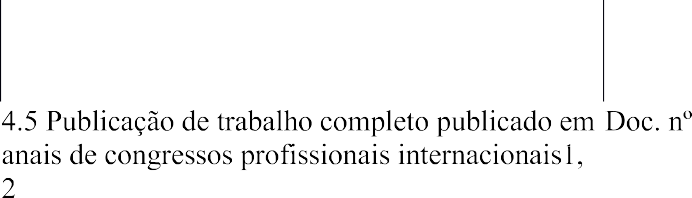 4.5 Publicação de trabalho completo publicado em Doc. nº
anais de congressos profissionais internacionais1,
2